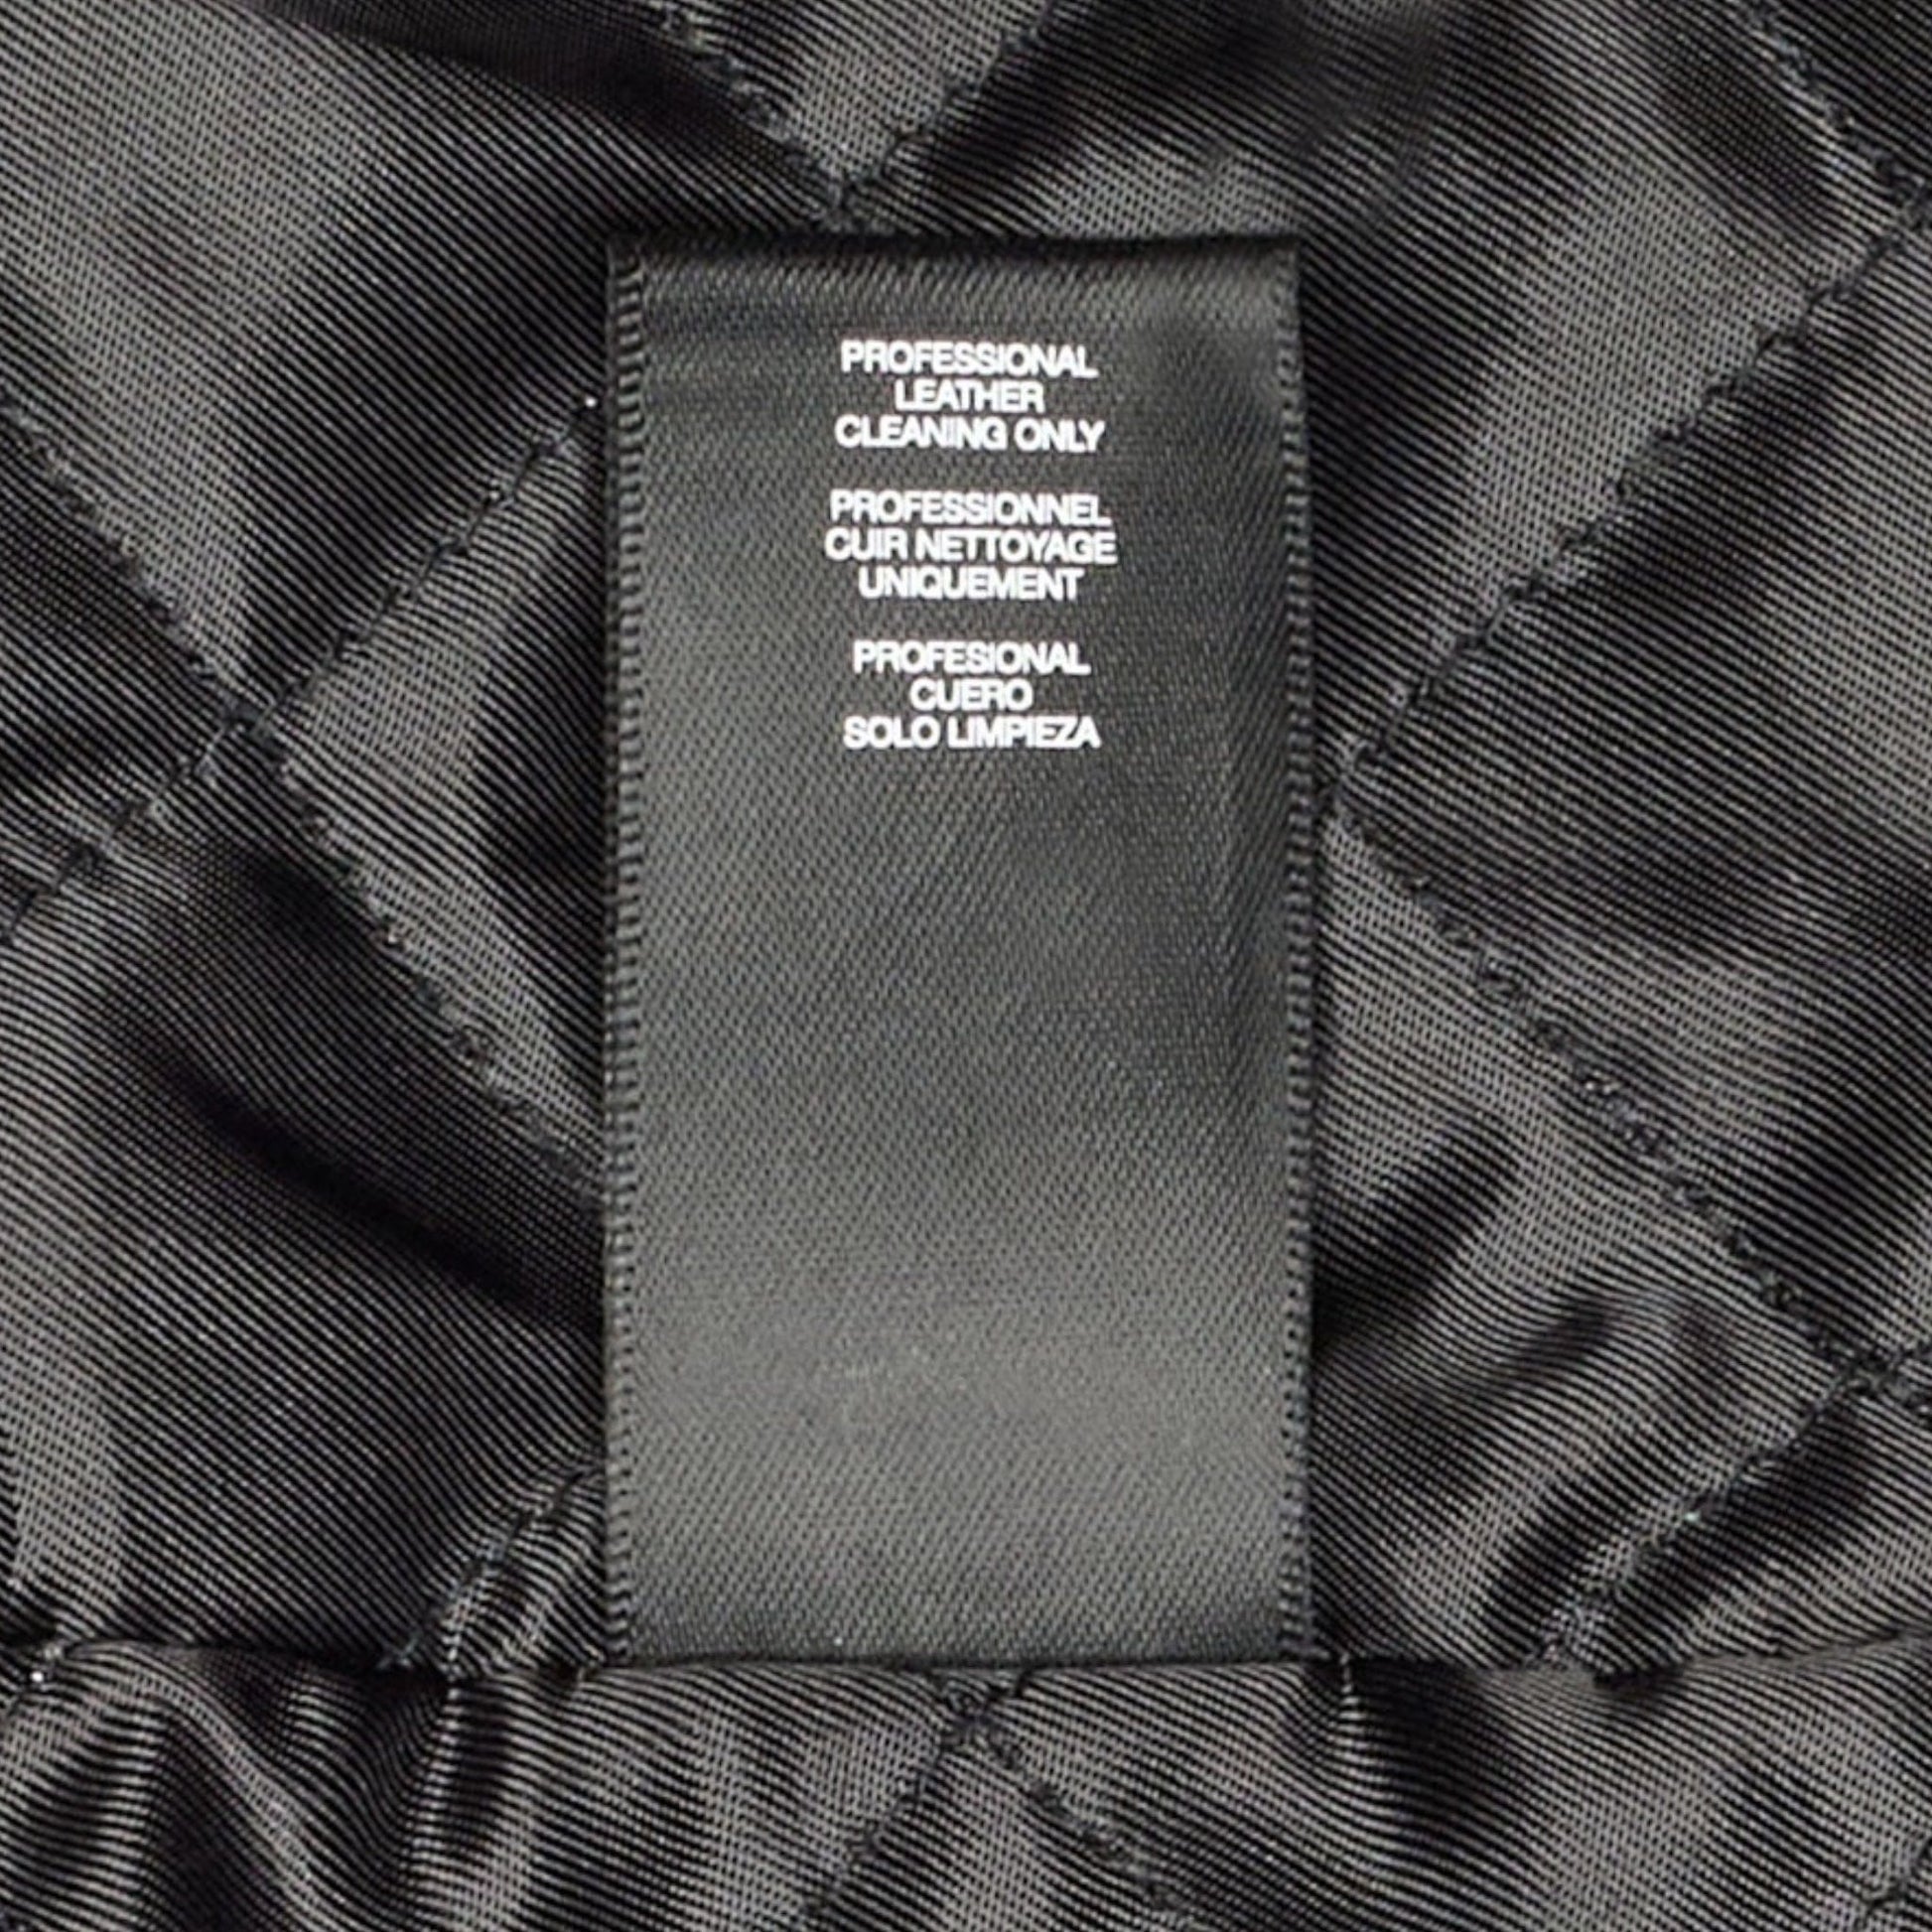 PROFESSIONAL
LEATHER
CLEANING ONLY
PROFESSIONNEL
CUIR NETTOYAGE
UNIQUEMENT
PROFESIONAL
CUERO
SOLO LIMPIEZA